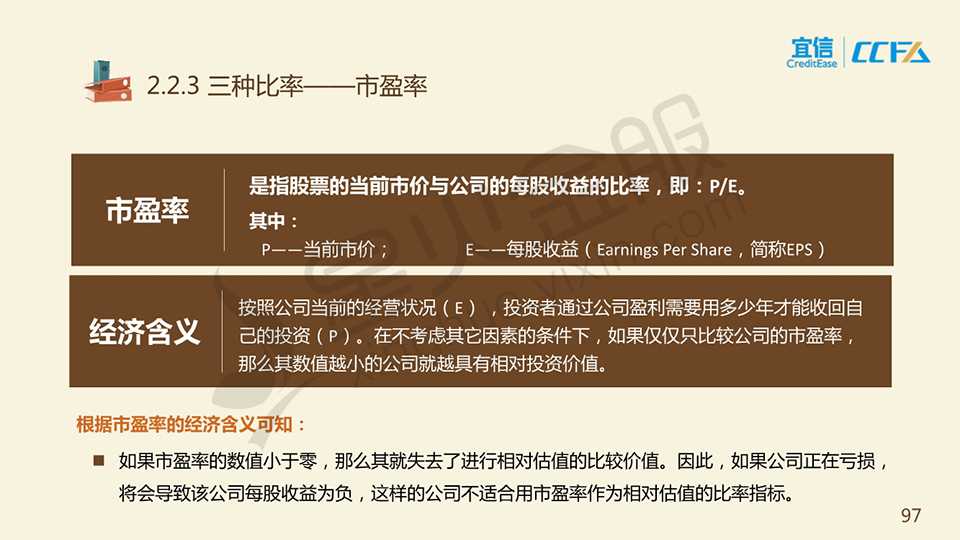 宜信
CreditEase
CCFA
2.2.3 三种比率——市盈率
市盈率
是指股票的当前市价与公司的每股收益的比率，即：P/E。
其中：
P——当前市价； E——每股收益（Earnings Per Share，简称EPS）
经济含义
按照公司当前的经营状况（E），投资者通过公司盈利需要用多少年才能收回自
己的投资（P）。在不考虑其它因素的条件下，如果仅仅只比较公司的市盈率，
那么其数值越小的公司就越具有相对投资价值。
根据市盈率的经济含义可知：
■ 如果市盈率的数值小于零，那么其就失去了进行相对估值的比较价值。因此，如果公司正在亏损，
将会导致该公司每股收益为负，这样的公司不适合用市盈率作为相对估值的比率指标。
97